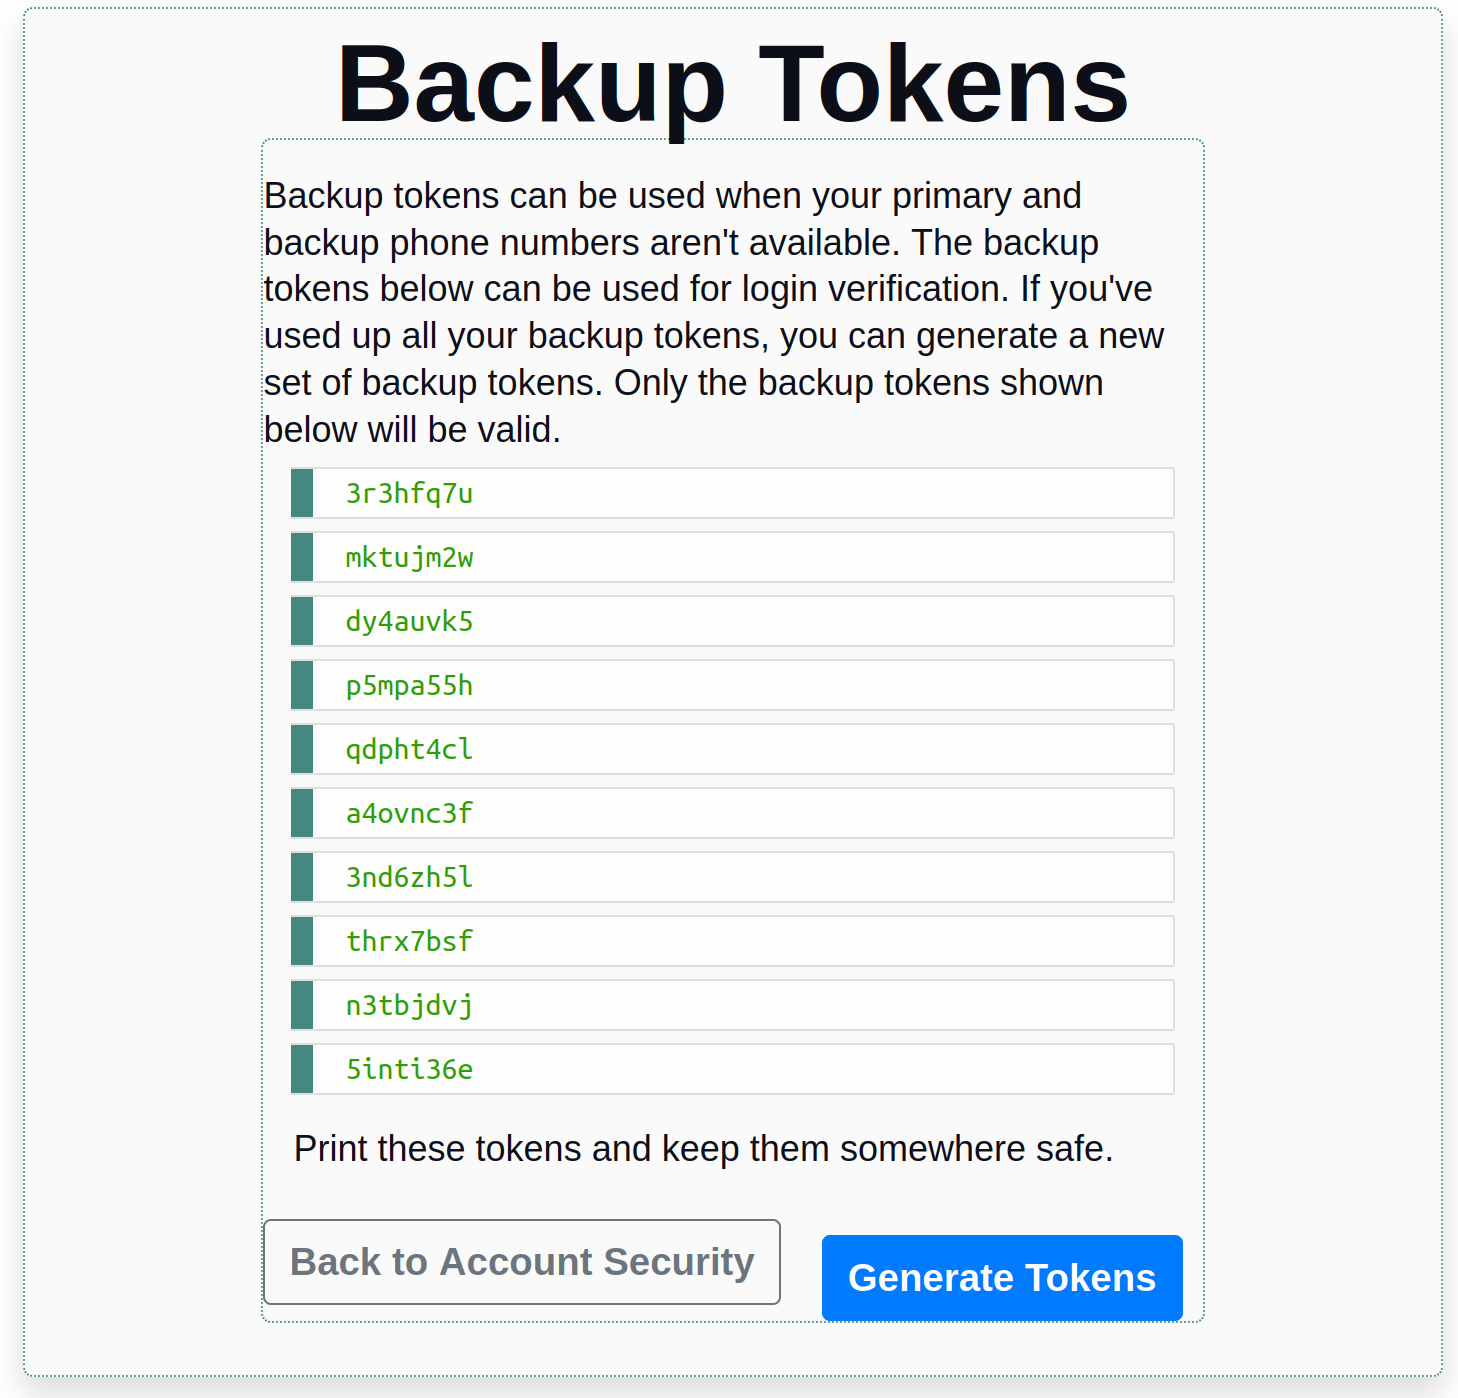 Backup Tokens
Backup tokens can be used when your primary and
backup phone numbers aren't available. The backup
tokens below can be used for login verification. If you've
used up all your backup tokens, you can generate a new
set of backup tokens. Only the backup tokens shown
below will be valid.
3r3hfq7u
mktujm2w
dy4auvk5
p5mpa55h
qdpht4cl
a4ovnc3f
3nd6zh5l
thrx7bsf
n3tbjdvj
5inti36e
Print these tokens and keep them somewhere safe.
Back to Account Security
Generate Tokens